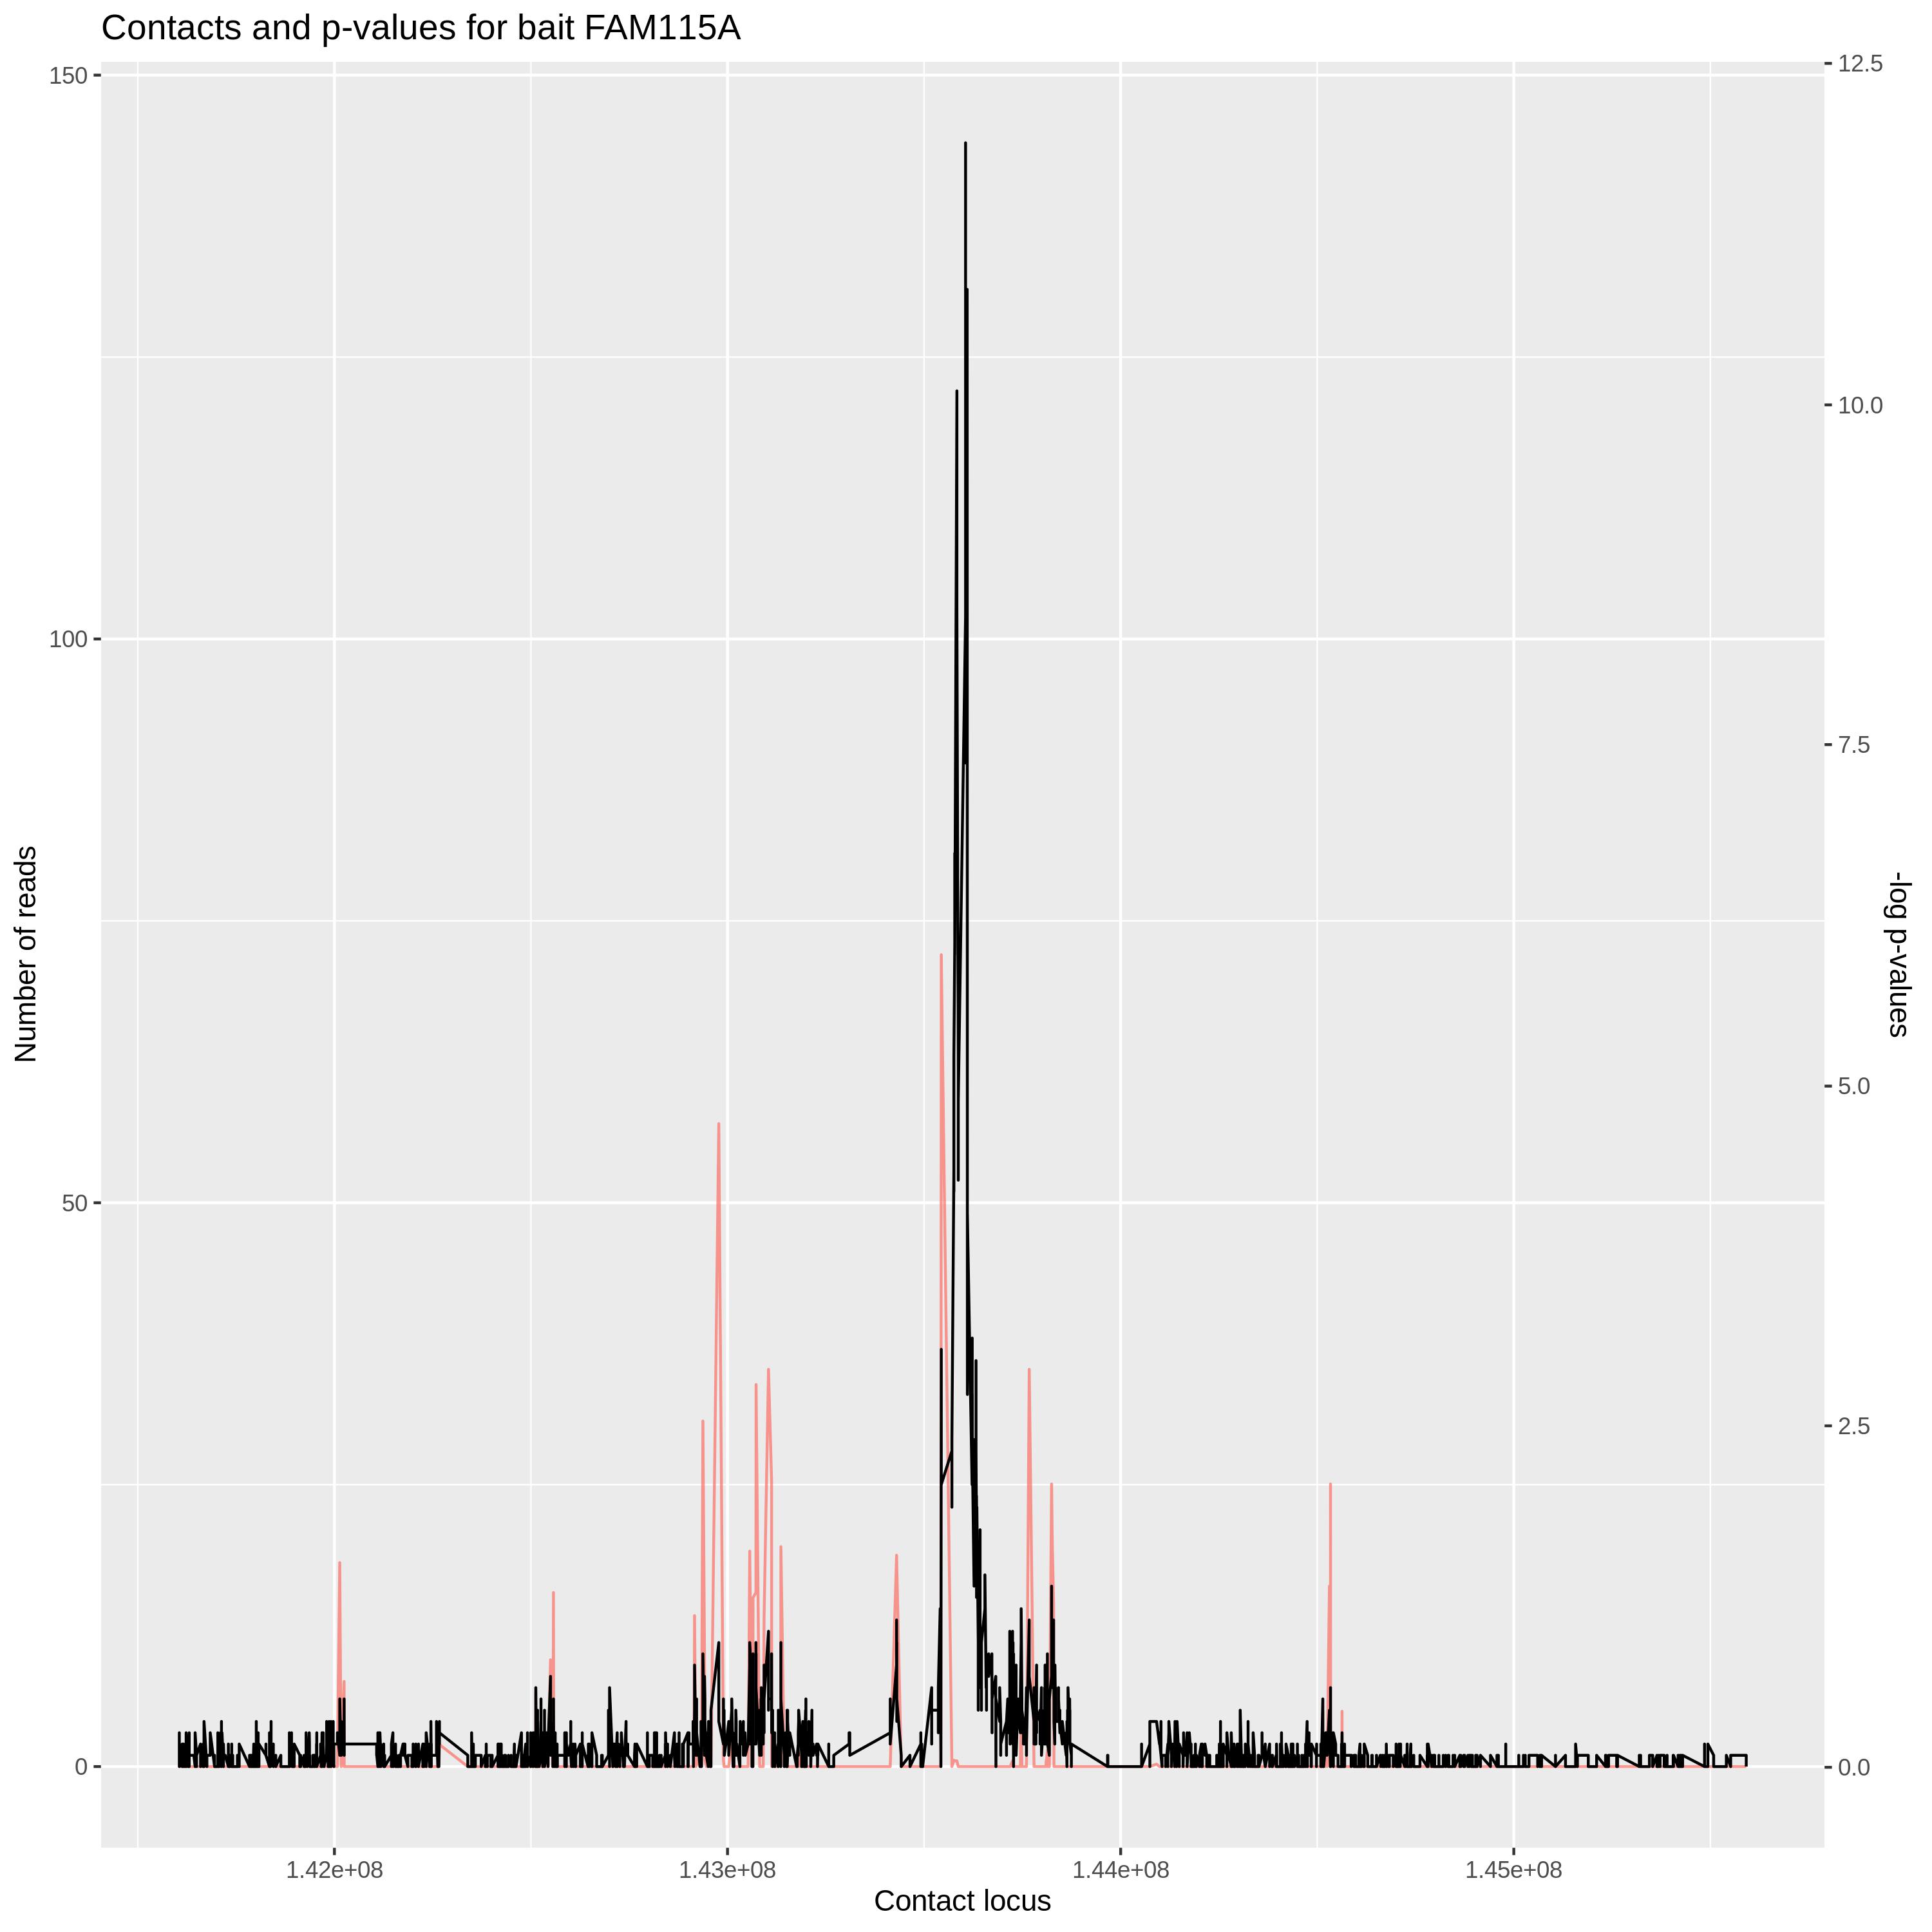 Contacts and p-values for bait FAM115A
150
100
50
0
Number of reads
12.5
10.0
7.5
5.0
2.5
0.0
-log p-values
1.42e+08
1.43e+08
1.44e+08
1.45e+08
Contact locus